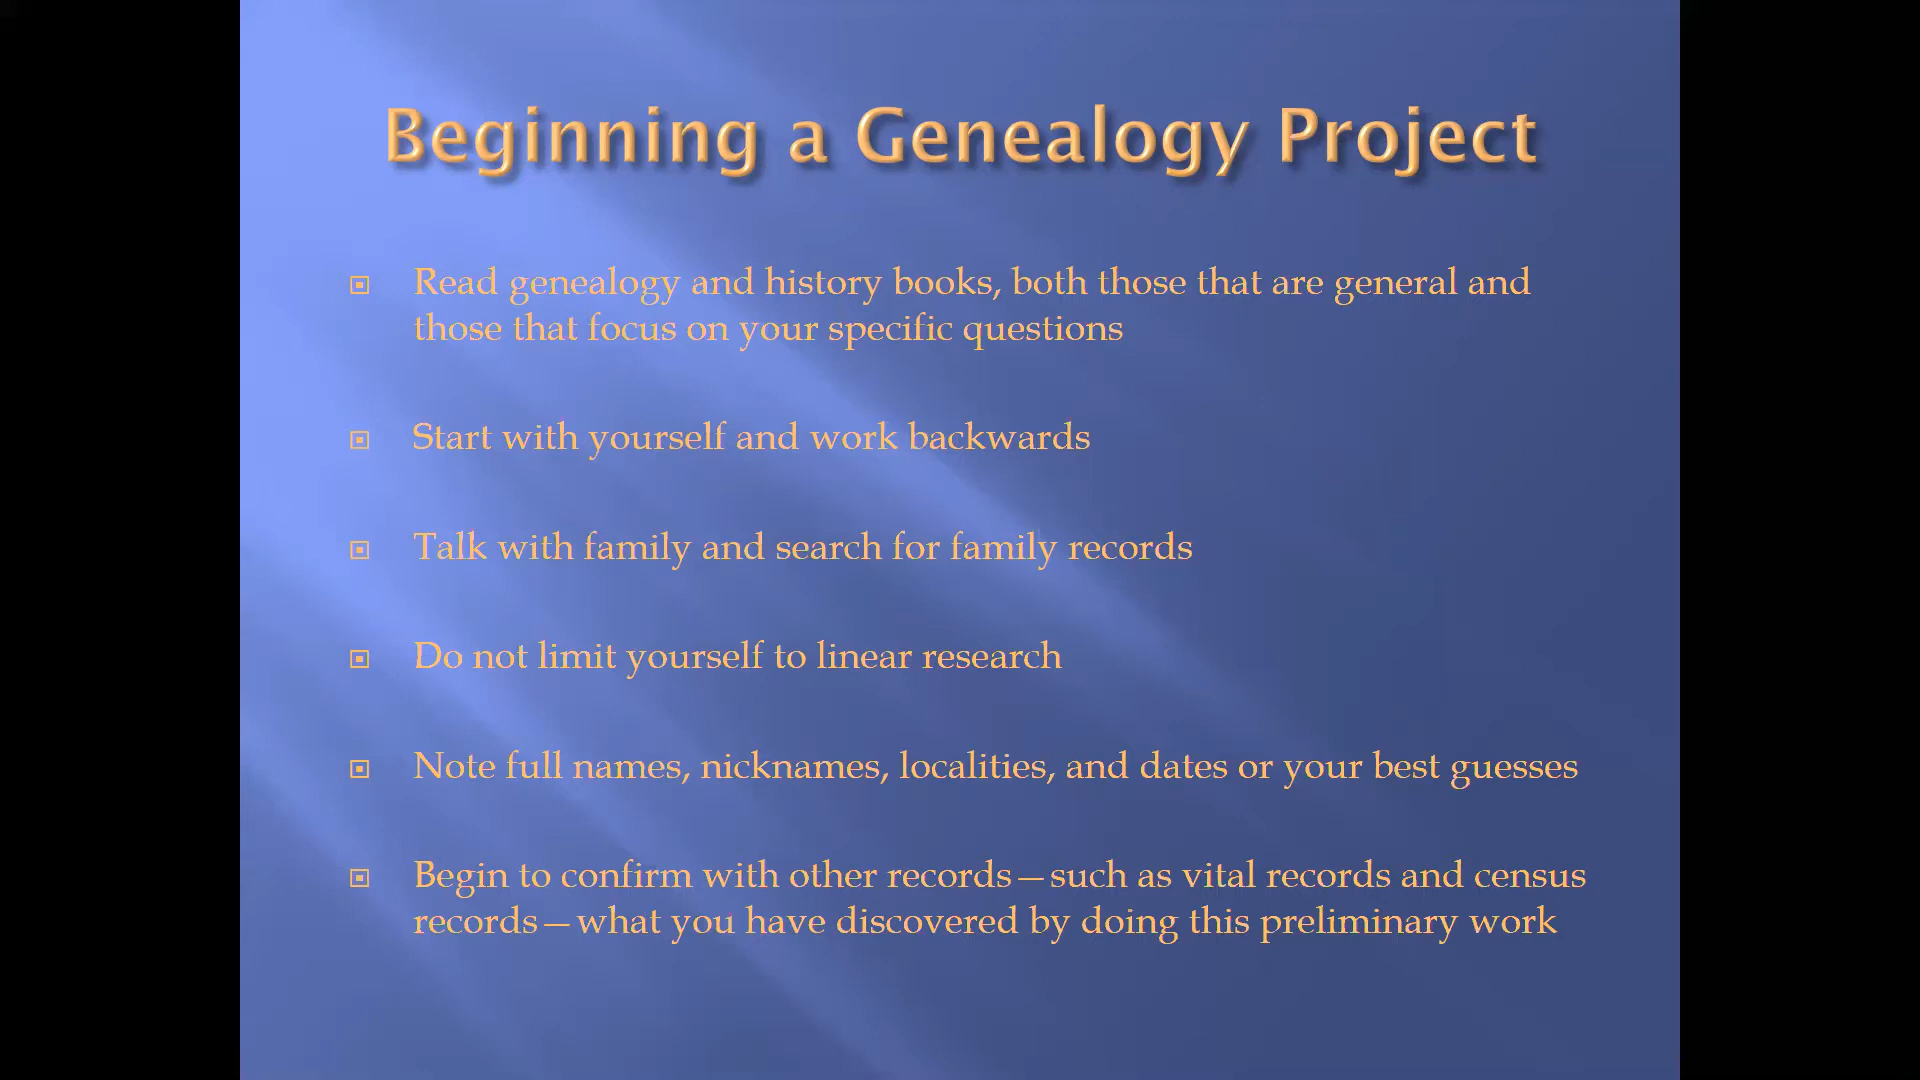 Beginning a Genealogy Project
Read genealogy and history books, both those that are general and
those that focus on your specific questions
Start with yourself and work backwards
Talk with family and search for family records
Do not limit yourself to linear research
Note full names, nicknames, localities, and dates or your best guesses
Begin to confirm with other records—such as vital records and census
records—what you have discovered by doing this preliminary work